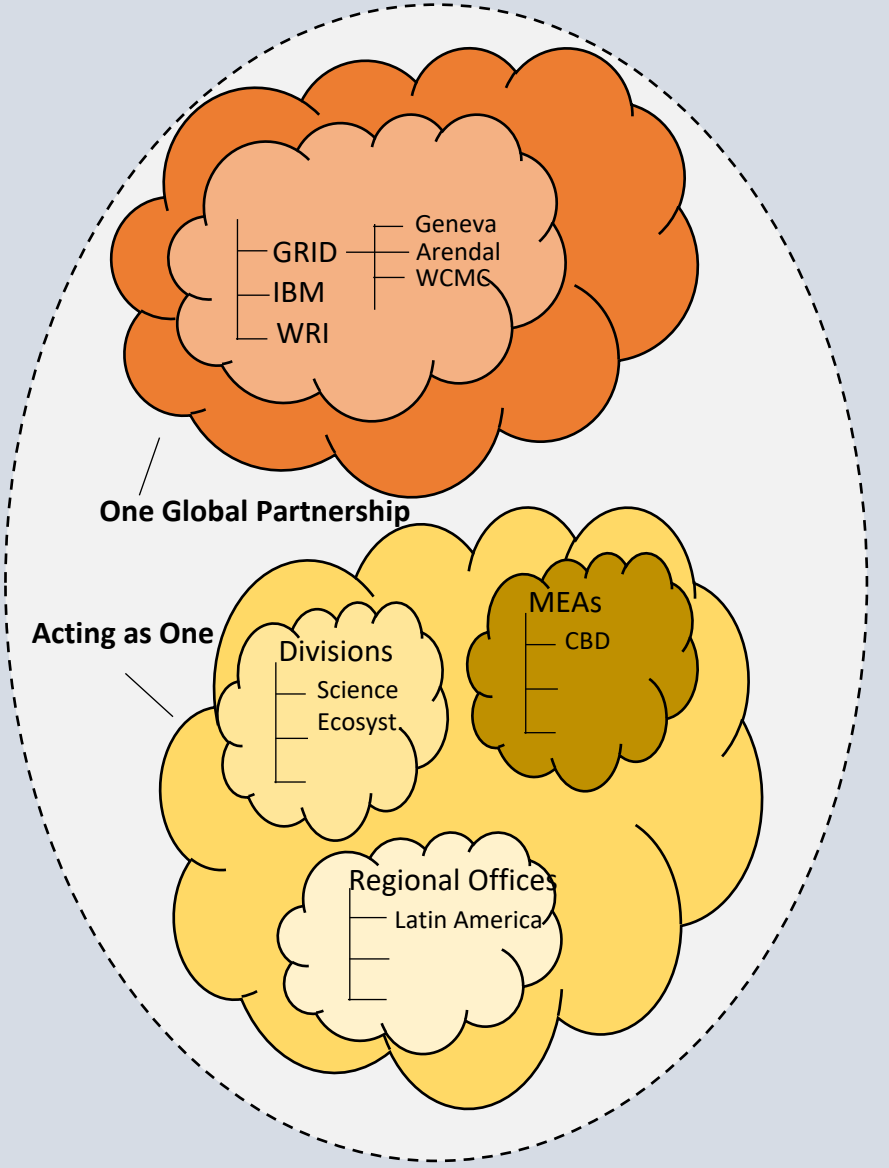 GRID
IBM
WRI
Geneva
Arendal
WCMC
One Global Partnership
Acting as One
Divisions
Science
Ecosyst.
MEAs
CBD
Regional Offices
Latin America